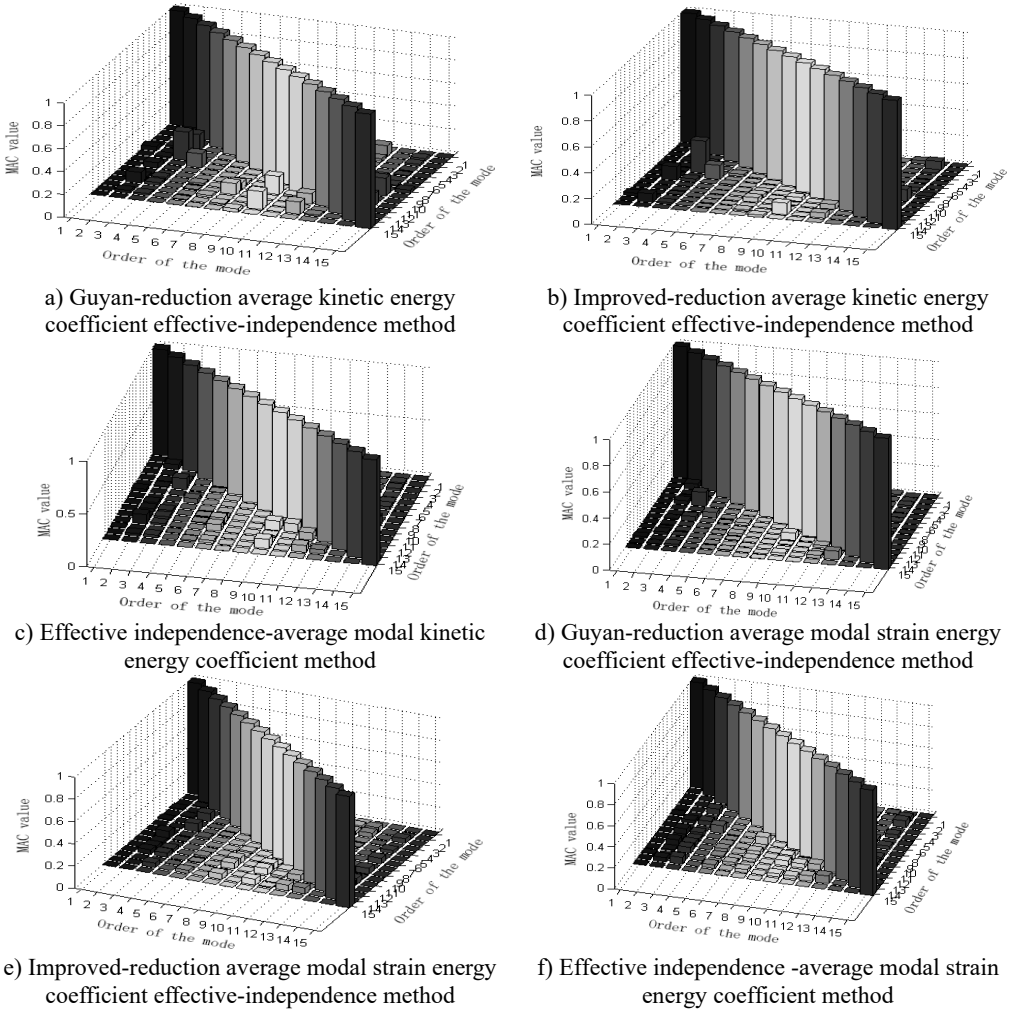 1
0.8
0.6
0.4
0.2
0
MAC value
1 2 3 4 5 6 7 8 9 10 11 12 13 14 15
Order of the mode
Order of the mode
1
0.8
0.6
0.4
0.2
0
MAC value
1 2 3 4 5 6 7 8 9 10 11 12 13 14 15
Order of the mode
Order of the mode
a) Guyan-reduction average kinetic energy
coefficient effective-independence method
b) Improved-reduction average kinetic energy
coefficient effective-independence method
1
0.5
0
MAC value
1 2 3 4 5 6 7 8 9 10 11 12 13 14 15
Order of the mode
Order of the mode
1
0.8
0.6
0.4
0.2
0
MAC value
1 2 3 4 5 6 7 8 9 10 11 12 13 14 15
Order of the mode
Order of the mode
c) Effective independence-average modal kinetic
energy coefficient method
d) Guyan-reduction average modal strain energy
coefficient effective-independence method
1
0.8
0.6
0.4
0.2
0
MAC value
1 2 3 4 5 6 7 8 9 10 11 12 13 14 15
Order of the mode
Order of the mode
1
0.8
0.6
0.4
0.2
0
MAC value
1 2 3 4 5 6 7 8 9 10 11 12 13 14 15
Order of the mode
Order of the mode
e) Improved-reduction average modal strain energy
coefficient effective-independence method
f) Effective independence -average modal strain
energy coefficient method